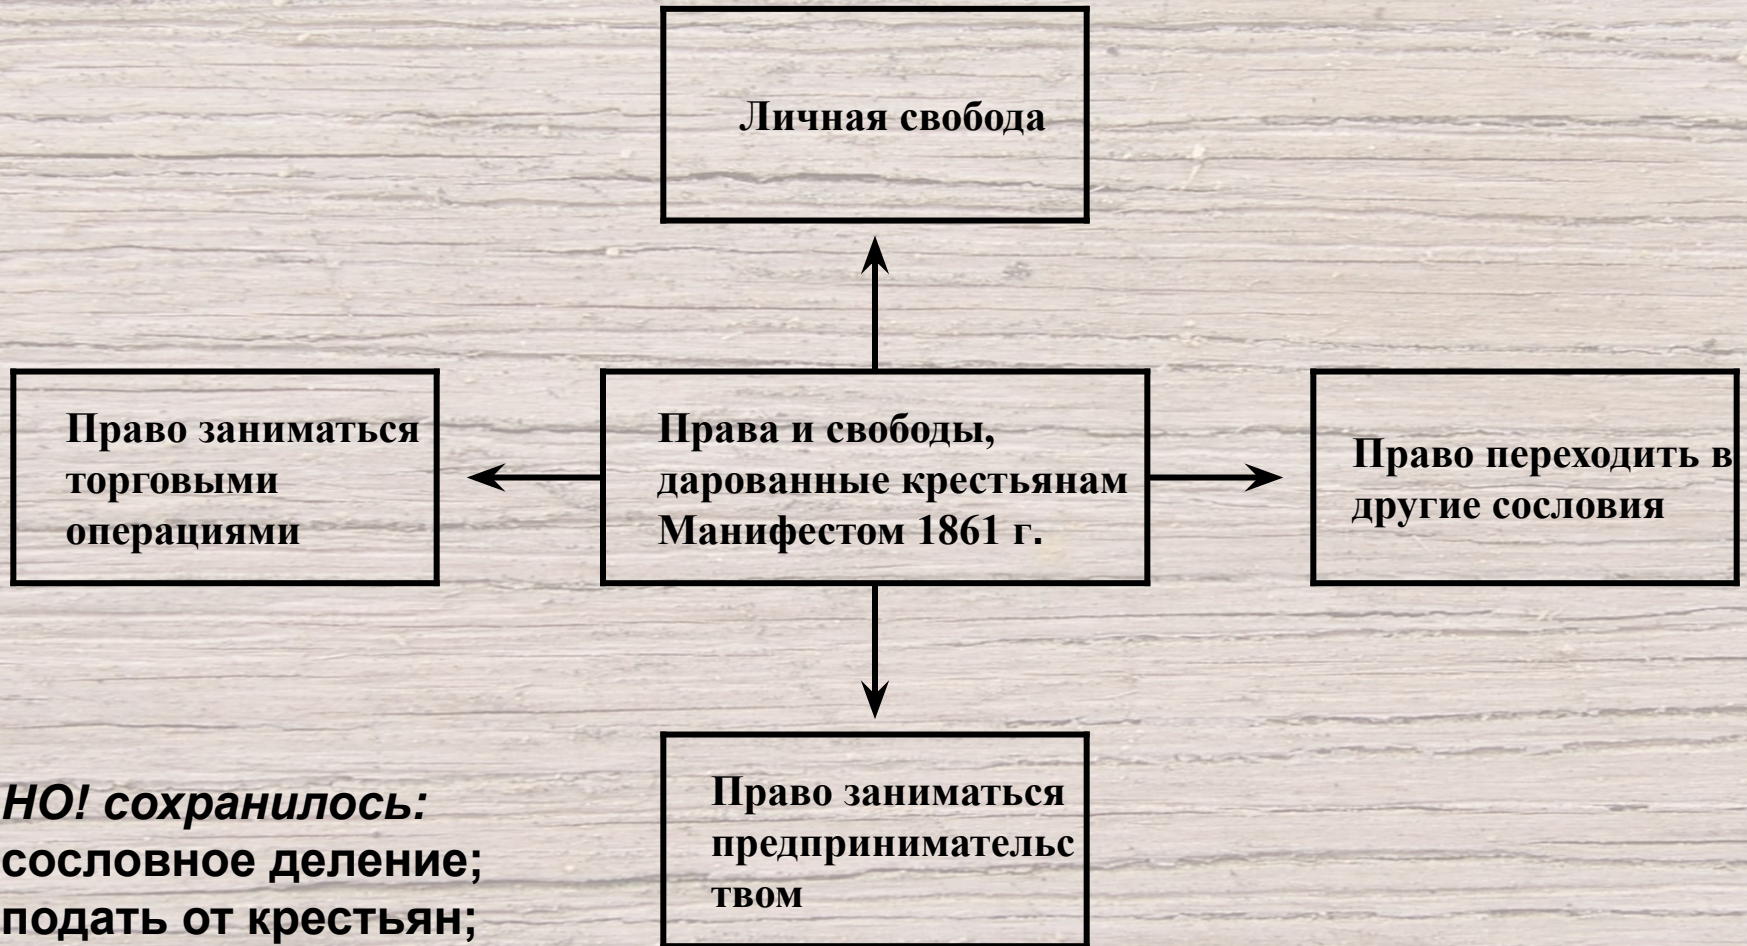 Личная свобода
Право заниматься
торговыми
операциями
Права и свободы,
дарованные крестьянам
Манифестом 1861 г.
Право переходить в
другие сословия
Право заниматься
предпринимательс
твом
НО! сохранилось:
сословное деление;
подать от крестьян;